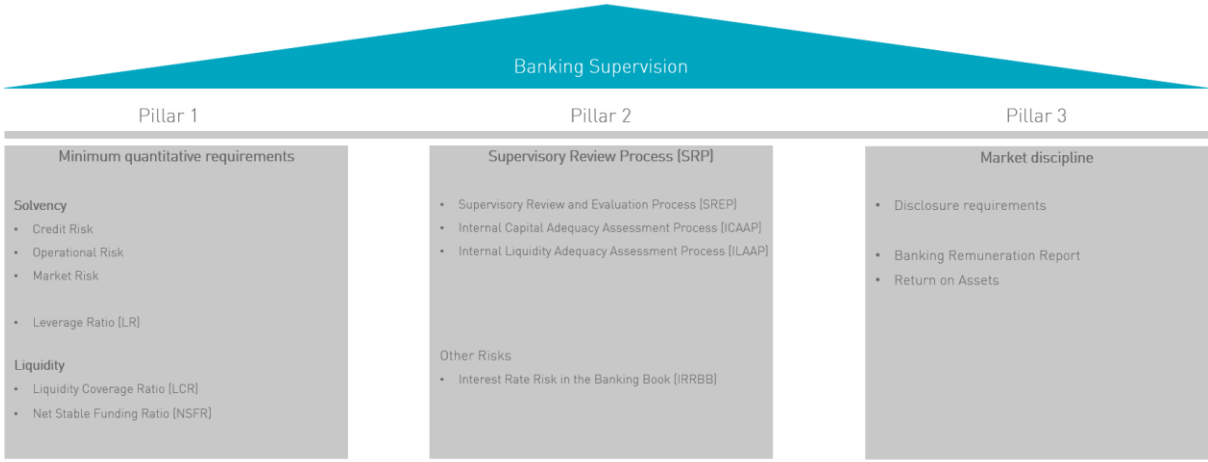 Banking Supervision
Pillar 1
Pillar 2
Pillar 3
Minimum quantitative requirements
Solvency
• Credit Risk
• Operational Risk
• Market Risk
• Leverage Ratio (LR)
Liquidity
• Liquidity Coverage Ratio (LCR)
• Net Stable Funding Ratio (NSFR)
Supervisory Review Process (SRP)
• Supervisory Review and Evaluation Process (SREP)
• Internal Capital Adequacy Assessment Process (ICAAP)
• Internal Liquidity Adequacy Assessment Process (ILAAP)
Other Risks
• Interest Rate Risk in the Banking Book (IRRBB)
Market discipline
• Disclosure requirements
• Banking Remuneration Report
• Return on Assets